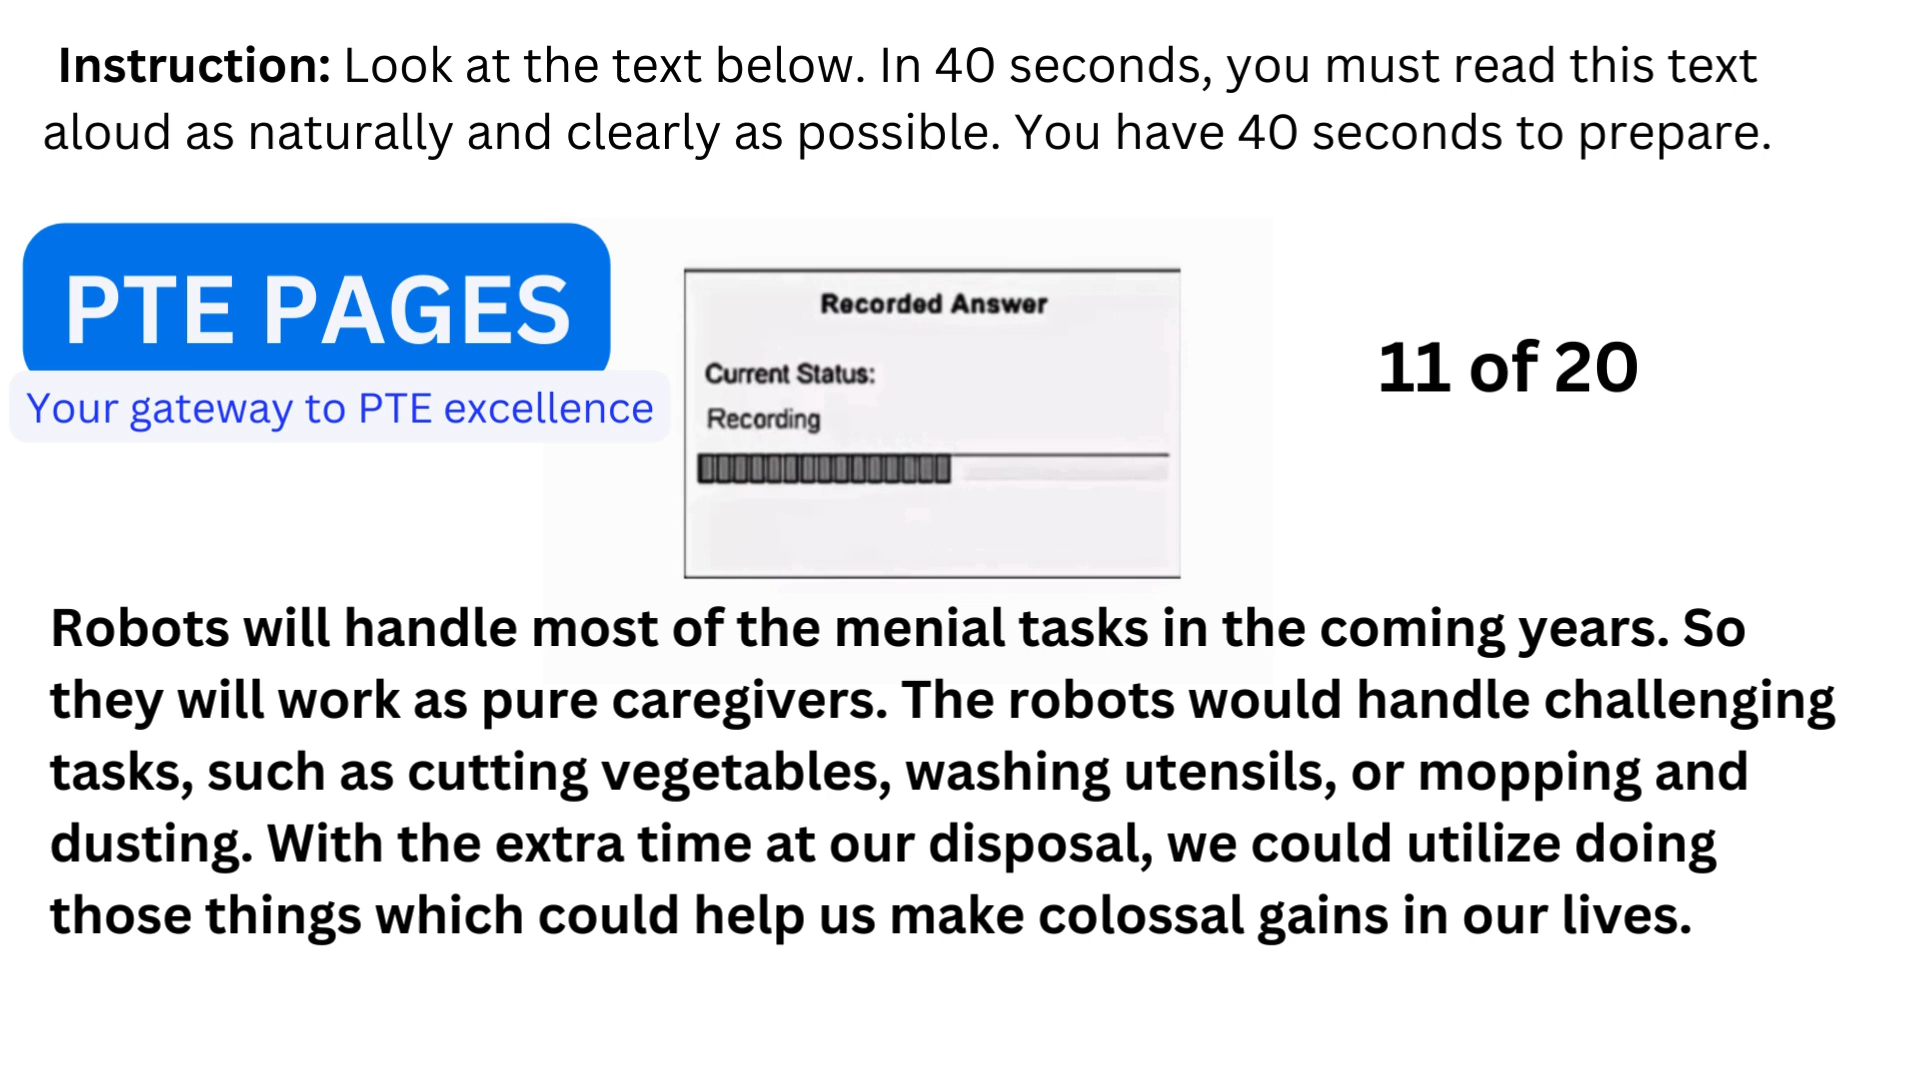 Instruction: Look at the text below. In 40 seconds, you must read this text
aloud as naturally and clearly as possible. You have 40 seconds to prepare.
PTE PAGES
Your gateway to PTE excellence
Recorded Answer
Current Status:
Recording
11 of 20
Robots will handle most of the menial tasks in the coming years. So
they will work as pure caregivers. The robots would handle challenging
tasks, such as cutting vegetables, washing utensils, or mopping and
dusting. With the extra time at our disposal, we could utilize doing
those things which could help us make colossal gains in our lives.